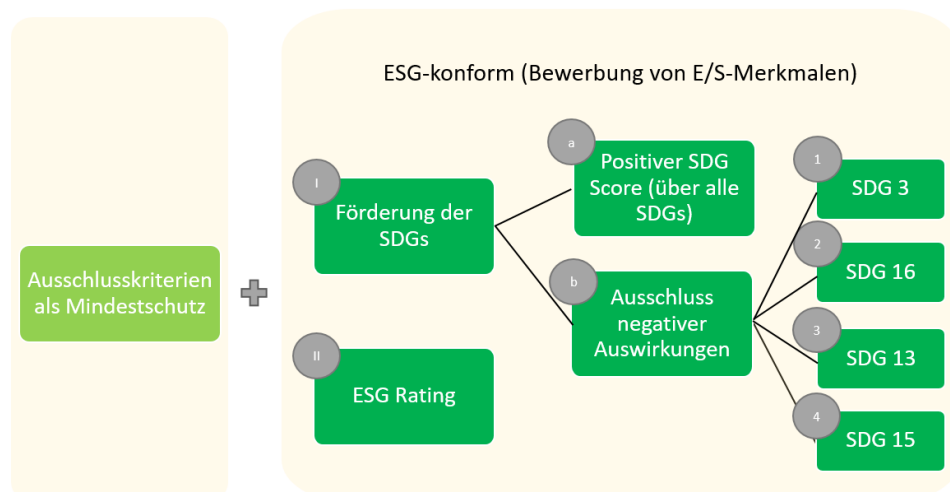 ESG-konform (Bewerbung von E/S-Merkmalen)
Ausschlusskriterien
als Mindestschutz
I
Förderung der
SDGs
II
ESG Rating
a
Positiver SDG
Score (über alle
SDGs)
b
Ausschluss
negativer
Auswirkungen
1
SDG 3
2
SDG 16
3
SDG 13
4
SDG 15